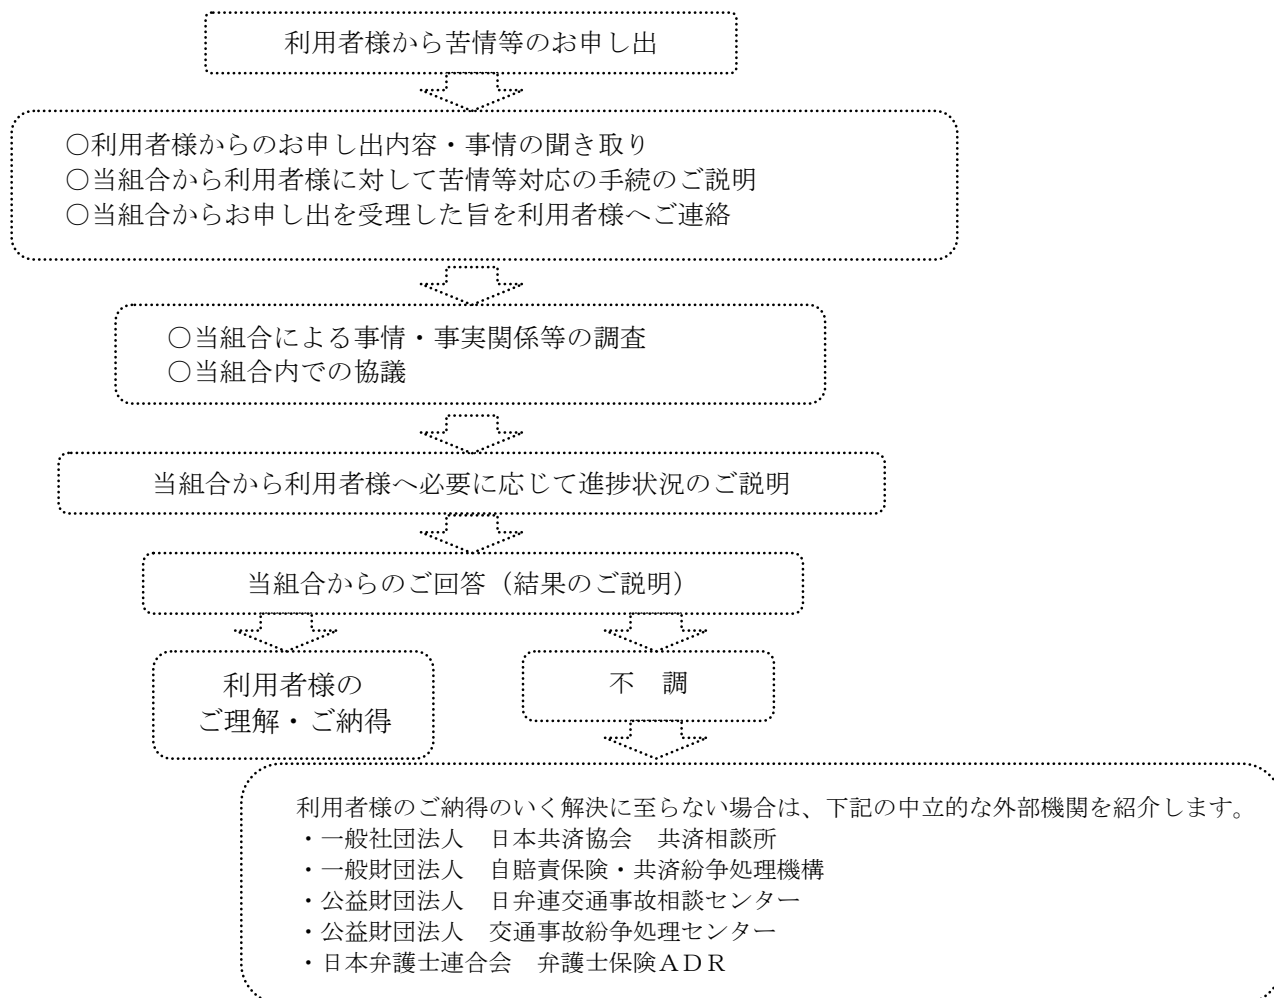 利用者様から苦情等のお申し出
○利用者様からのお申し出内容・事情の聞き取り
○当組合から利用者様に対して苦情等対応の手続のご説明
○当組合からお申し出を受理した旨を利用者様へご連絡
○当組合による事情・事実関係等の調査
○当組合内での協議
当組合から利用者様へ必要に応じて進捗状況のご説明
当組合からのご回答（結果のご説明）
利用者様の
ご理解・ご納得
不　調
利用者様のご納得のいく解決に至らない場合は、下記の中立的な外部機関を紹介します。
・一般社団法人　日本共済協会　共済相談所
・一般財団法人　自賠責保険・共済紛争処理機構
・公益財団法人　日弁連交通事故相談センター
・公益財団法人　交通事故紛争処理センター
・日本弁護士連合会　弁護士保険ＡＤＲ